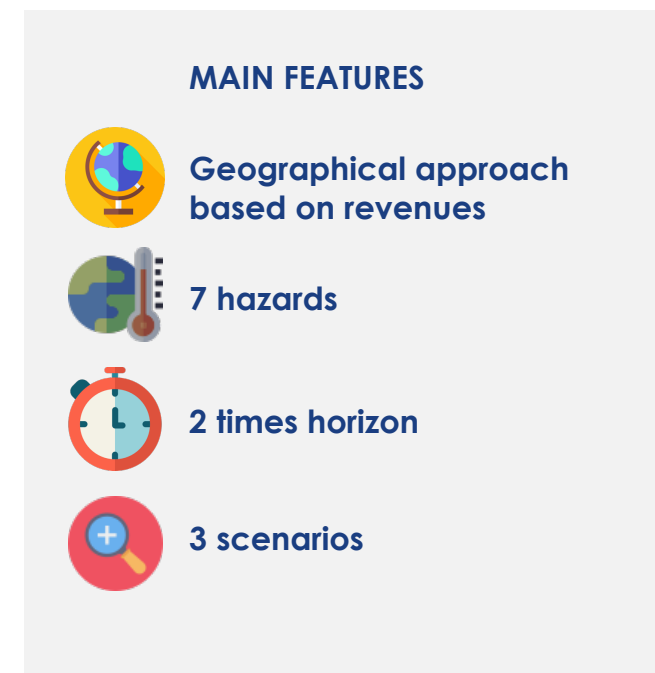 MAIN FEATURES
Geographical approach
based on revenues
7 hazards
2 times horizon
3 scenarios